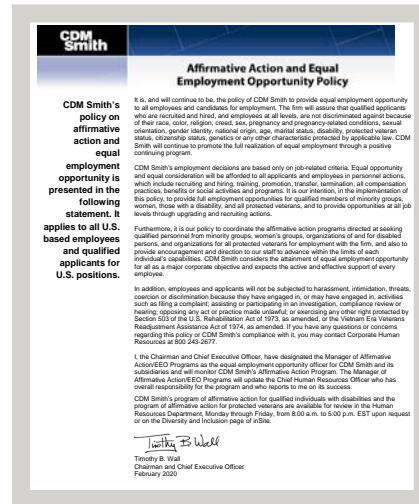 CDM
Smith
Affirmative Action and Equal
Employment Opportunity Policy
CDM Smith's
policy on
affirmative
action and
equal
employment
opportunity is
presented in the
following
statement. It
applies to all U.S.
based employees
and qualified
applicants for
U.S. positions.
It is, and will continue to be, the policy of CDM Smith to provide equal employment opportunity
to all employees and candidates for employment. The firm will assure that qualified applicants
who are recruited and hired, and employees at all levels, are not discriminated against because
of their race, color, religion, creed, sex, pregnancy and pregnancy-related conditions, sexual
orientation, gender identity, national origin, age, marital status, disability, protected veteran
status, citizenship status, genetics or any other characteristic protected by applicable law. CDM
Smith will continue to promote the full realization of equal employment through a positive
continuing program.
CDM Smith's employment decisions are based only on job-related criteria. Equal opportunity
and equal consideration will be afforded to all applicants and employees in personnel actions,
which include recruiting and hiring, training, promotion, transfer, termination, all compensation
practices, benefits or social activities and programs. It is our intention, in the implementation of
this policy, to provide full employment opportunities for qualified members of minority groups,
women, those with a disability, and all protected veterans, and to provide opportunities at all job
levels through upgrading and recruiting actions.
Furthermore, it is our policy to coordinate the affirmative action programs directed at seeking
qualified personnel from minority groups, women's groups, organizations of and for disabled
persons, and organizations for all protected veterans for employment with the firm, and also to
provide encouragement and direction to our staff to advance within the limits of each
individual's capabilities. CDM Smith considers the attainment of equal employment opportunity
for all as a major corporate objective and expects the active and effective support of every
employee.
In addition, employees and applicants will not be subjected to harassment, intimidation, threats,
coercion or discrimination because they have engaged in, or may have engaged in, activities
such as filing a complaint; assisting or participating in an investigation, compliance review or
hearing; opposing any act or practice made unlawful; or exercising any other right protected by
Section 503 of the U.S. Rehabilitation Act of 1973, as amended, or the Vietnam Era Veterans
Readjustment Assistance Act of 1974, as amended. If you have any questions or concerns
regarding this policy or CDM Smith's compliance with it, you may contact Corporate Human
Resources at 800 243-2677.
I, the Chairman and Chief Executive Officer, have designated the Manager of Affirmative
Action/EEO Programs as the equal employment opportunity officer for CDM Smith and its
subsidiaries and will monitor CDM Smith's Affirmative Action Program. The Manager of
Affirmative Action/EEO Programs will update the Chief Human Resources Officer who has
overall responsibility for the program and who reports to me on its success.
CDM Smith's program of affirmative action for qualified individuals with disabilities and the
program of affirmative action for protected veterans are available for review in the Human
Resources Department, Monday through Friday, from 8:00 a.m. to 5:00 p.m. EST upon request
or on the Diversity and Inclusion page of inSite.
Timothy B Wall
Timothy B. Wall
Chairman and Chief Executive Officer
February 2020